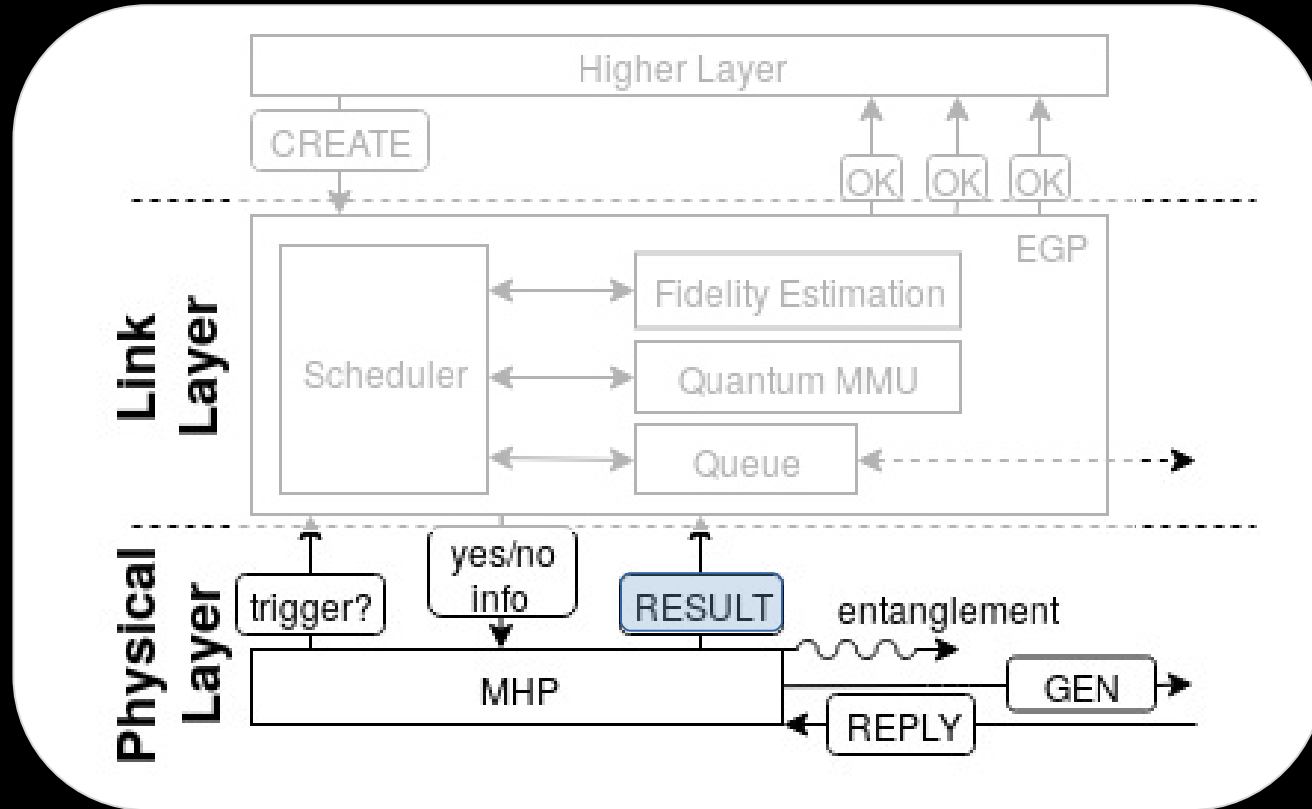 Higher Layer
CREATE
OK OK OK
EGP
Fidelity Estimation
Scheduler
Quantum MMU
Queue
Link
Layer
yes/no
info
trigger?
RESULT
entanglement
MHP
GEN
REPLY
Physical
Layer